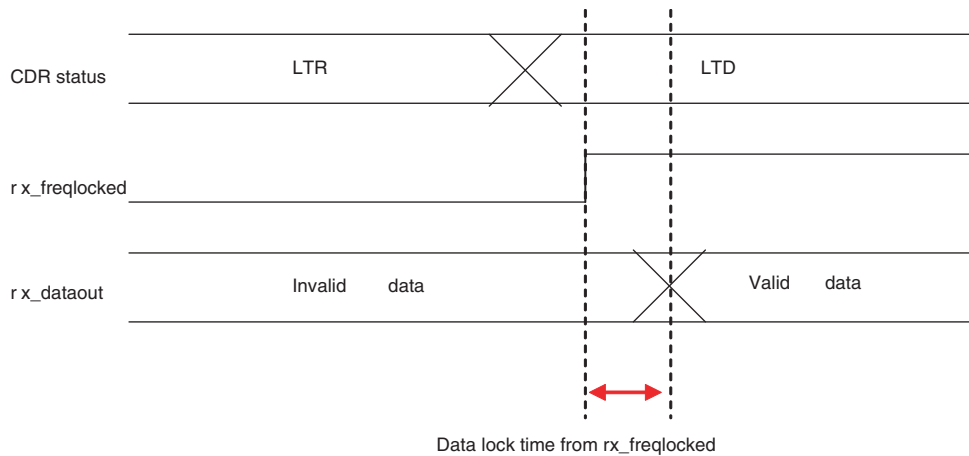 CDR status
LTR
LTD
r x_freqlocked
r x_dataout
Invalid data
Valid data
Data lock time from rx_freqlocked